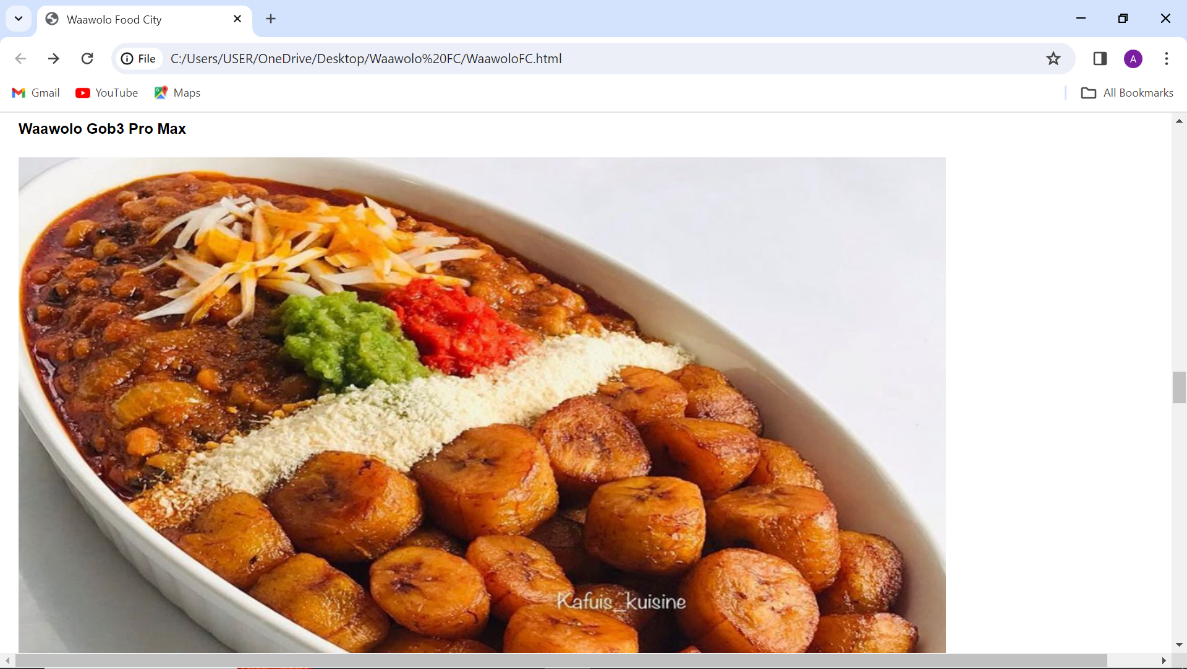 Waawolo Food City
File
C:/Users/USER/OneDrive/Desktop/Waawolo%20FC/WaawoloFC.html
A
Gmail
YouTube
Maps
All Bookmarks
Waawolo Gob3 Pro Max
Kafuis_kuisine